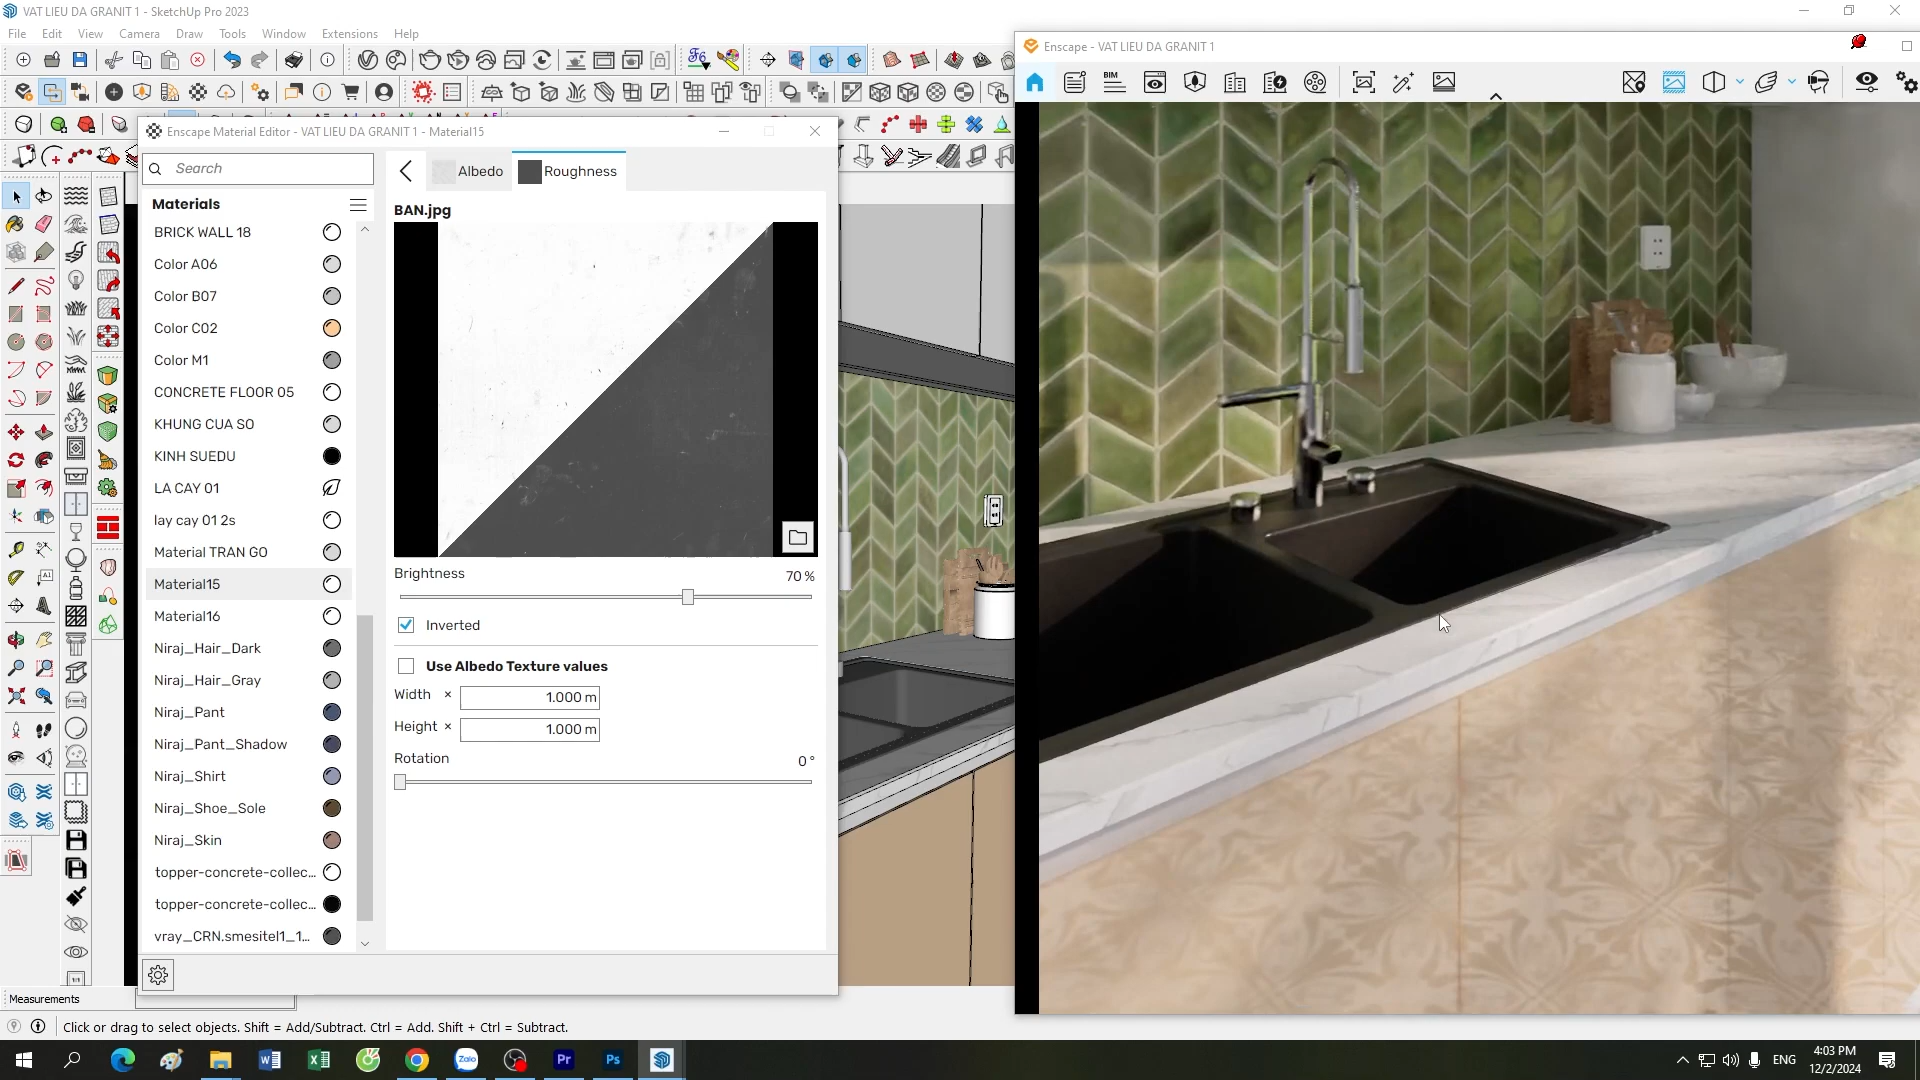 VAT LIEU DA GRANIT 1 - SketchUp Pro 2023
File Edit View Camera Draw Tools Window Extensions Help
Enscape - VAT LIEU DA GRANIT 1
BIM
Enscape Material Editor - VAT LIEU DA GRANIT 1 - Material15
Search
Albedo
Roughness
Materials
BAN.jpg
BRICK WALL 18
Color A06
Color B07
Color C02
Color M1
CONCRETE FLOOR 05
KHUNG CUA SO
KINH SUEDU
LA CAY 01
lay cay 01 2s
Material TRAN GO
Material15
Material16
Niraj_Hair_Dark
Niraj_Hair_Gray
Niraj_Pant
Niraj_Pant_Shadow
Niraj_Shirt
Niraj_Shoe_Sole
Niraj_Skin
topper-concrete-collec...
topper-concrete-collec...
vray_CRN.smesitel1_1...
Brightness 70 %
Inverted
Use Albedo Texture values
Width × 1.000 m
Height × 1.000 m
Rotation 0 °
Measurements
Click or drag to select objects. Shift = Add/Subtract. Ctrl = Add. Shift + Ctrl = Subtract.
Zalo
Pr
Ps
ENG
4:03 PM
12/2/2024